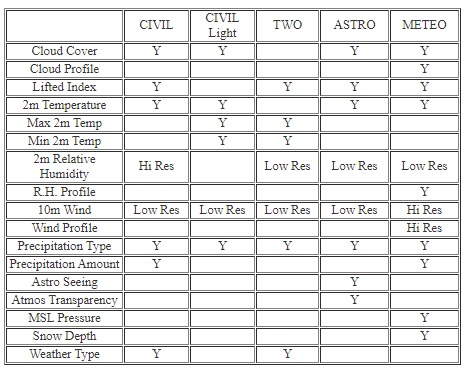 CIVIL CIVIL Light TWO ASTRO METEO
Cloud Cover Y Y Y Y
Cloud Profile Y
Lifted Index Y Y Y Y
2m Temperature Y Y Y Y
Max 2m Temp Y Y
Min 2m Temp Y Y
2m Relative Humidity Hi Res Low Res Low Res Low Res
R.H. Profile Y
10m Wind Low Res Low Res Low Res Low Res Hi Res
Wind Profile Hi Res
Precipitation Type Y Y Y Y Y
Precipitation Amount Y Y
Astro Seeing Y
Atmos Transparency Y
MSL Pressure Y
Snow Depth Y
Weather Type Y Y